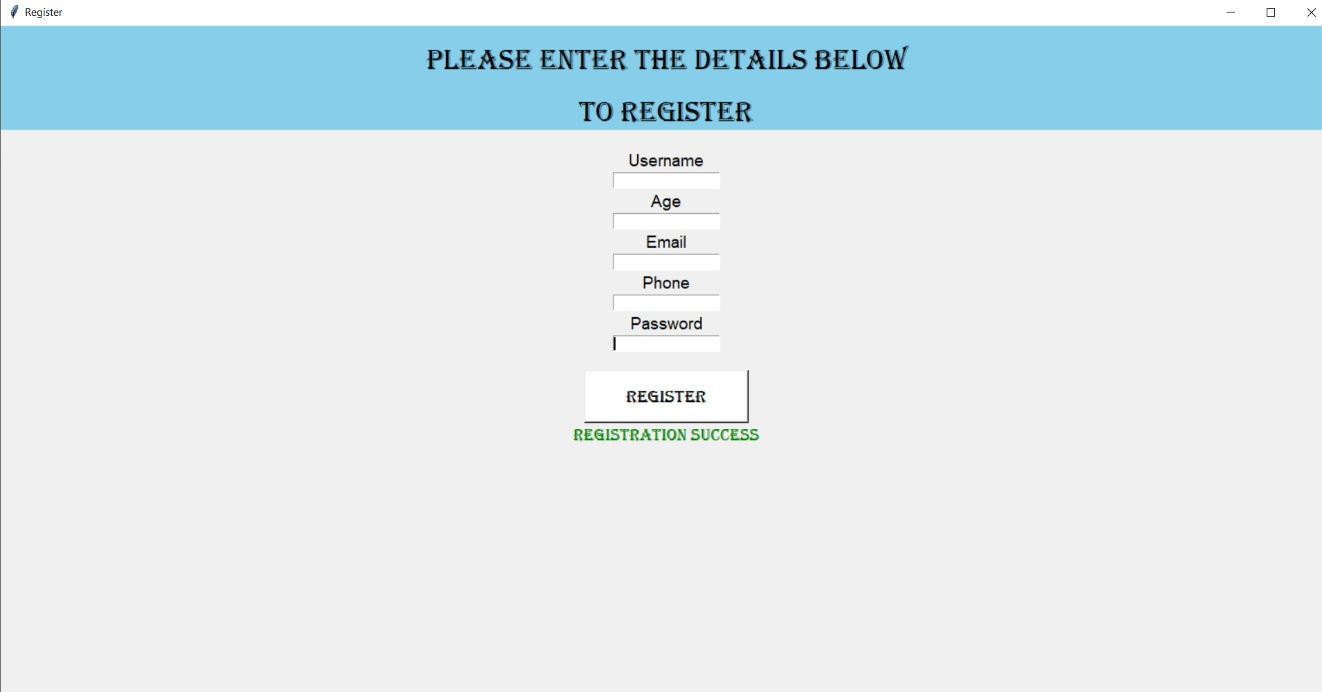 Register
PLEASE ENTER THE DETAILS BELOW
TO REGISTER
Username
Age
Email
Phone
Password
REGISTER
REGISTRATION SUCCESS